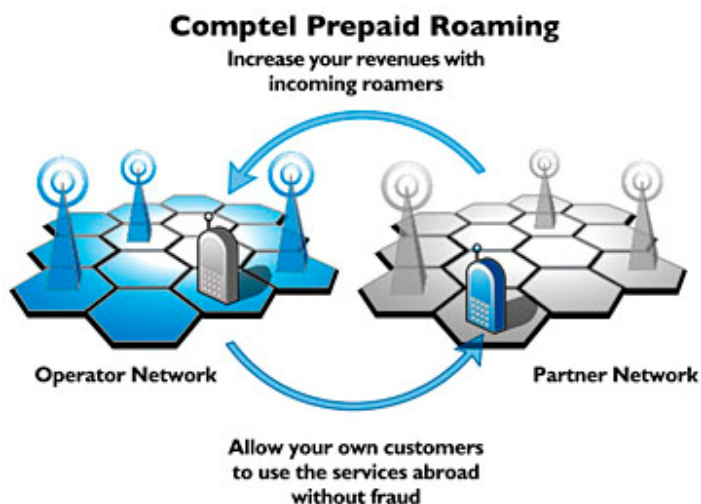 Comptel Prepaid Roaming
Increase your revenues with
incoming roamers
Operator Network
Partner Network
Allow your own customers
to use the services abroad
without fraud